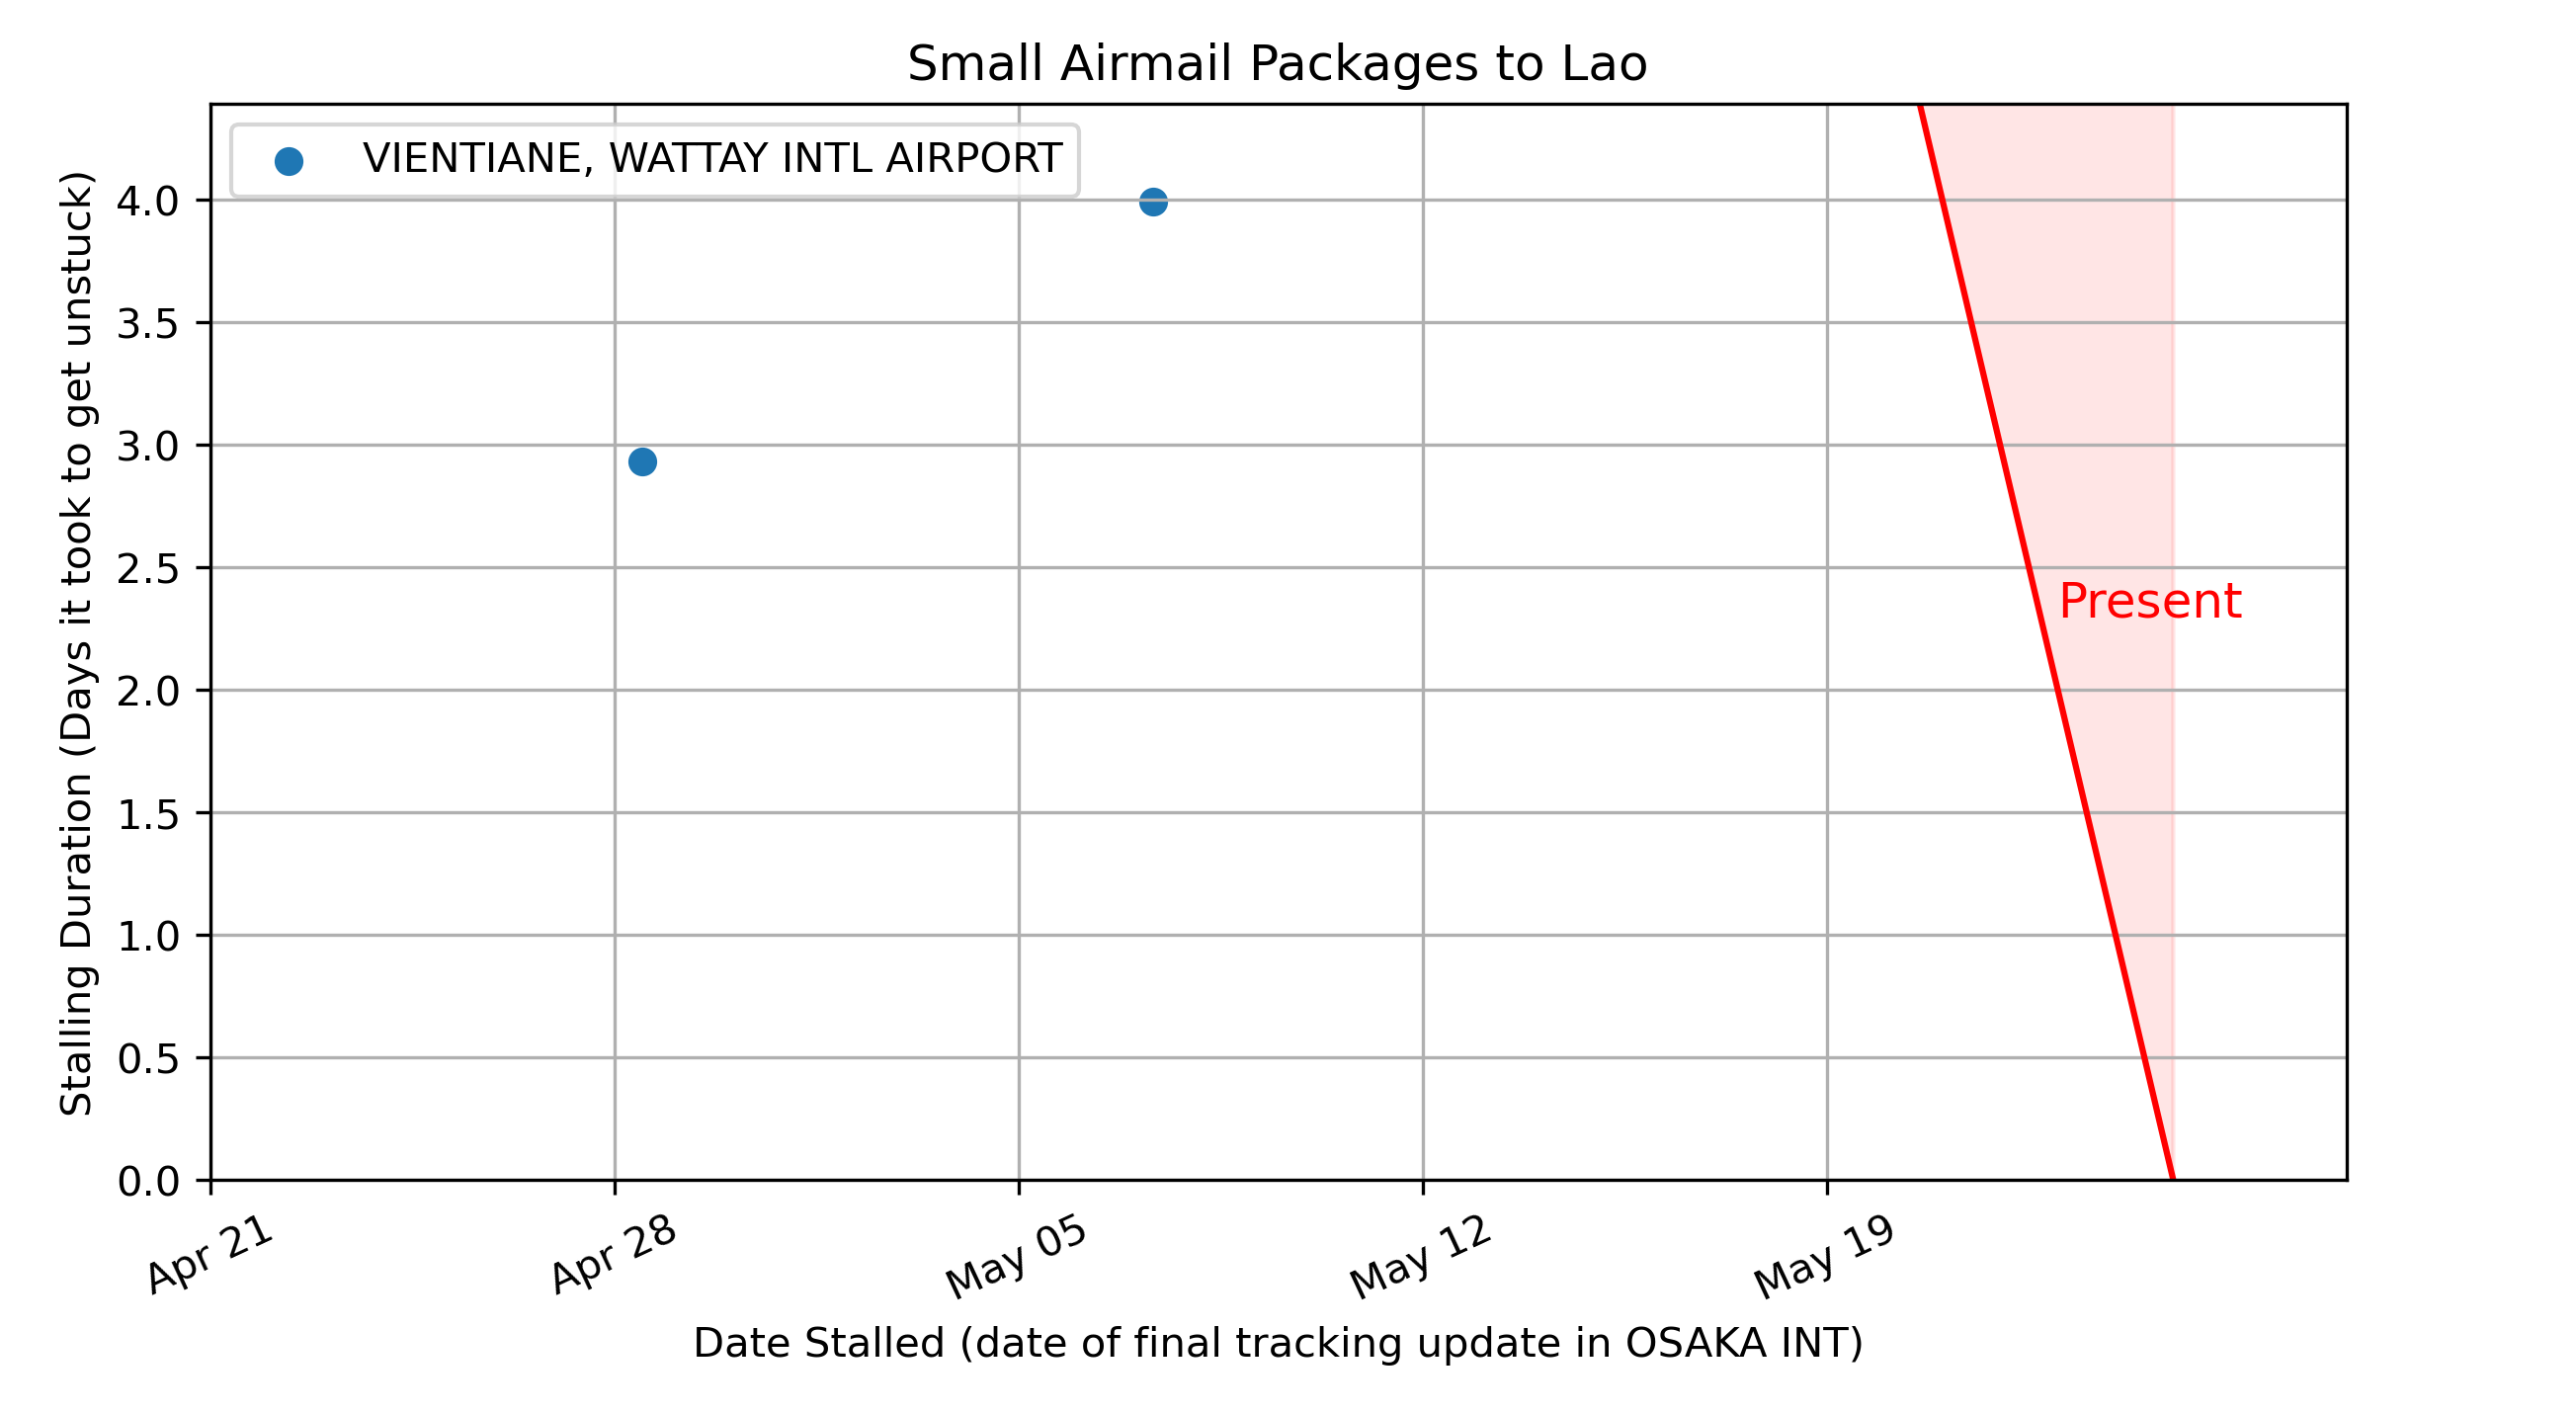 Small Airmail Packages to Lao
VIENTIANE, WATTAY INTL AIRPORT
Stalling Duration (Days it took to get unstuck)
4.0
3.5
3.0
2.5
2.0
1.5
1.0
0.5
0.0
Present
Apr 21
Apr 28
May 05
May 12
May 19
Date Stalled (date of final tracking update in OSAKA INT)